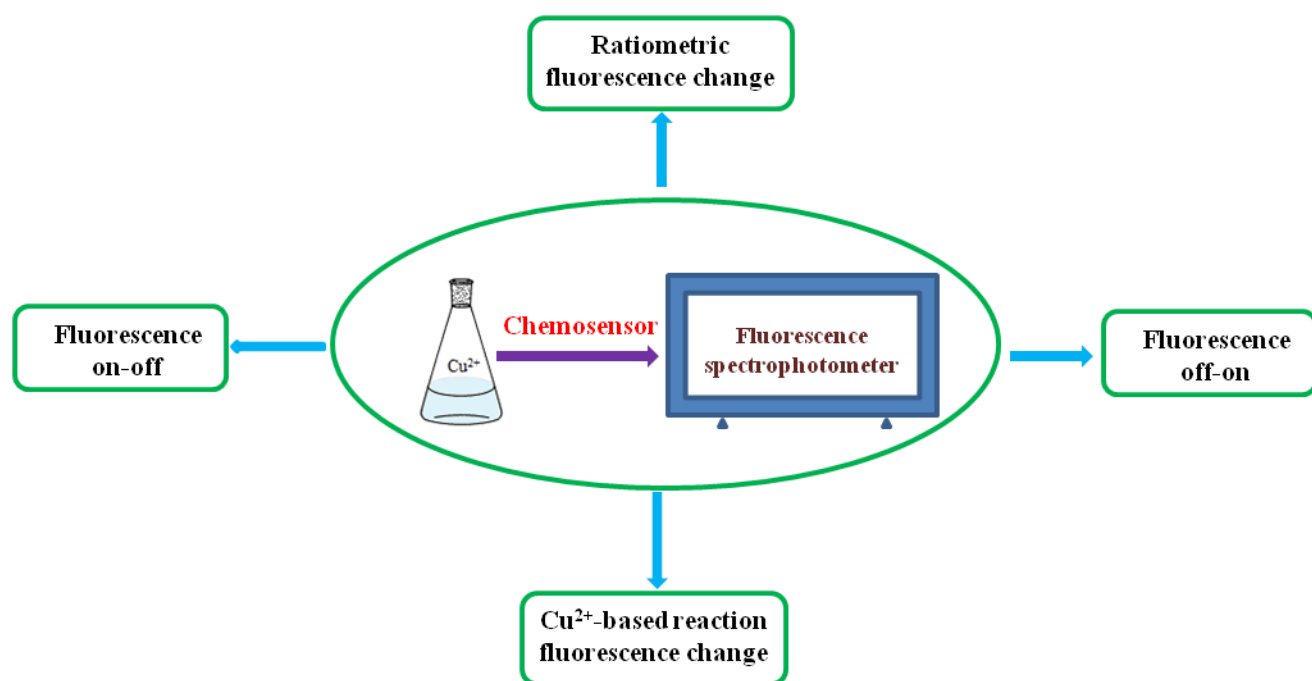 Ratiometric
fluorescence change
Fluorescence
on-off
Cu²⁺
Chemosensor
Fluorescence
spectrophotometer
Fluorescence
off-on
Cu²⁺-based reaction
fluorescence change